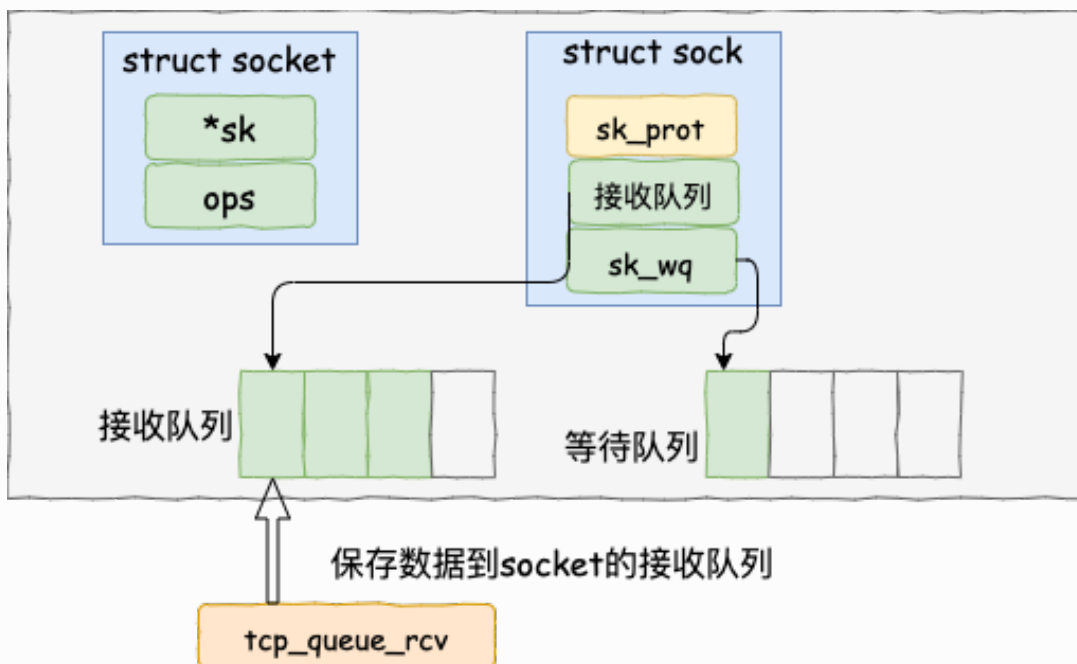 struct socket
*sk
ops
struct sock
sk_prot
接收队列
sk_wq
接收队列
等待队列
保存数据到socket的接收队列
tcp_queue_rcv